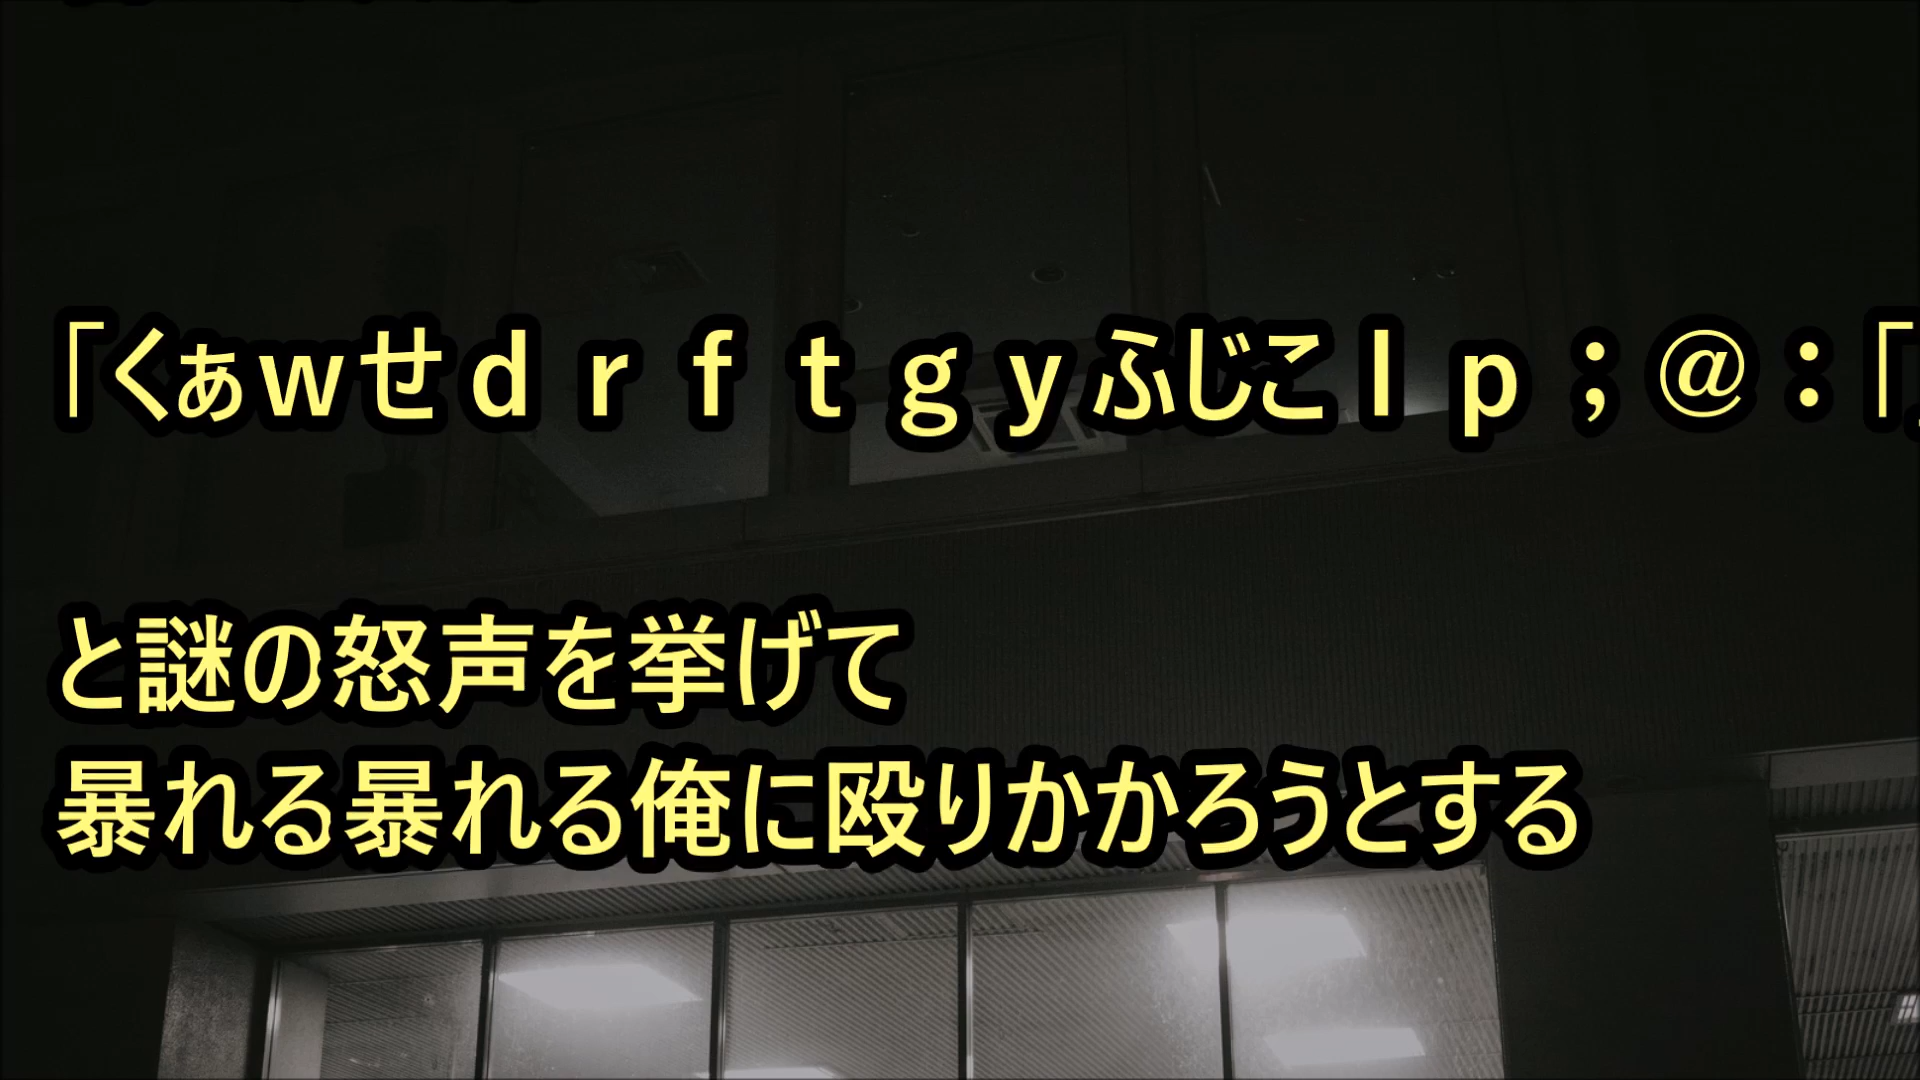 「くぁｗせｄｒｆｔｇｙふじこｌｐ；＠：「
と謎の怒声を挙げて
暴れる暴れる俺に殴りかかろうとする